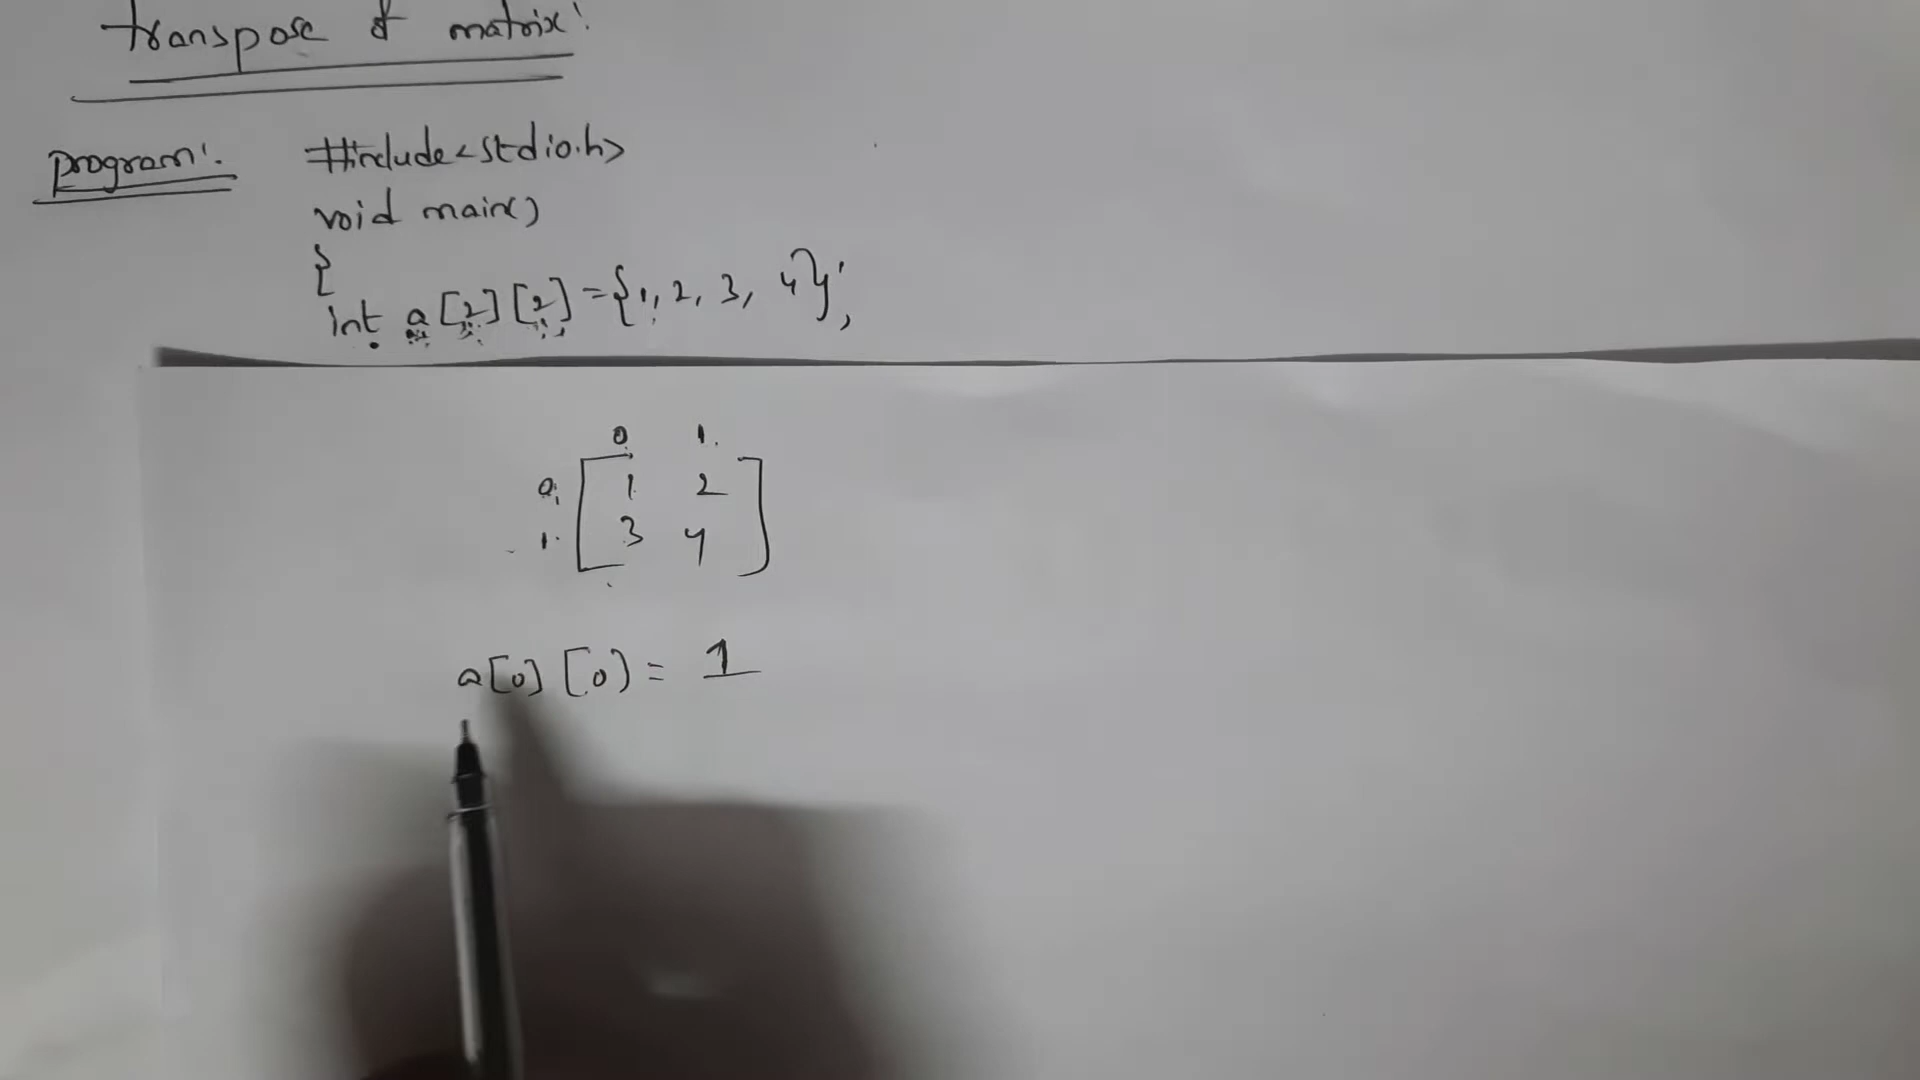 transpose of matrix:
program:
#include<stdio.h>
void main()
{
int a[2][2]={1, 2, 3, 4};
0 1
0 1 2
1 3 4
a[0][0]= 1